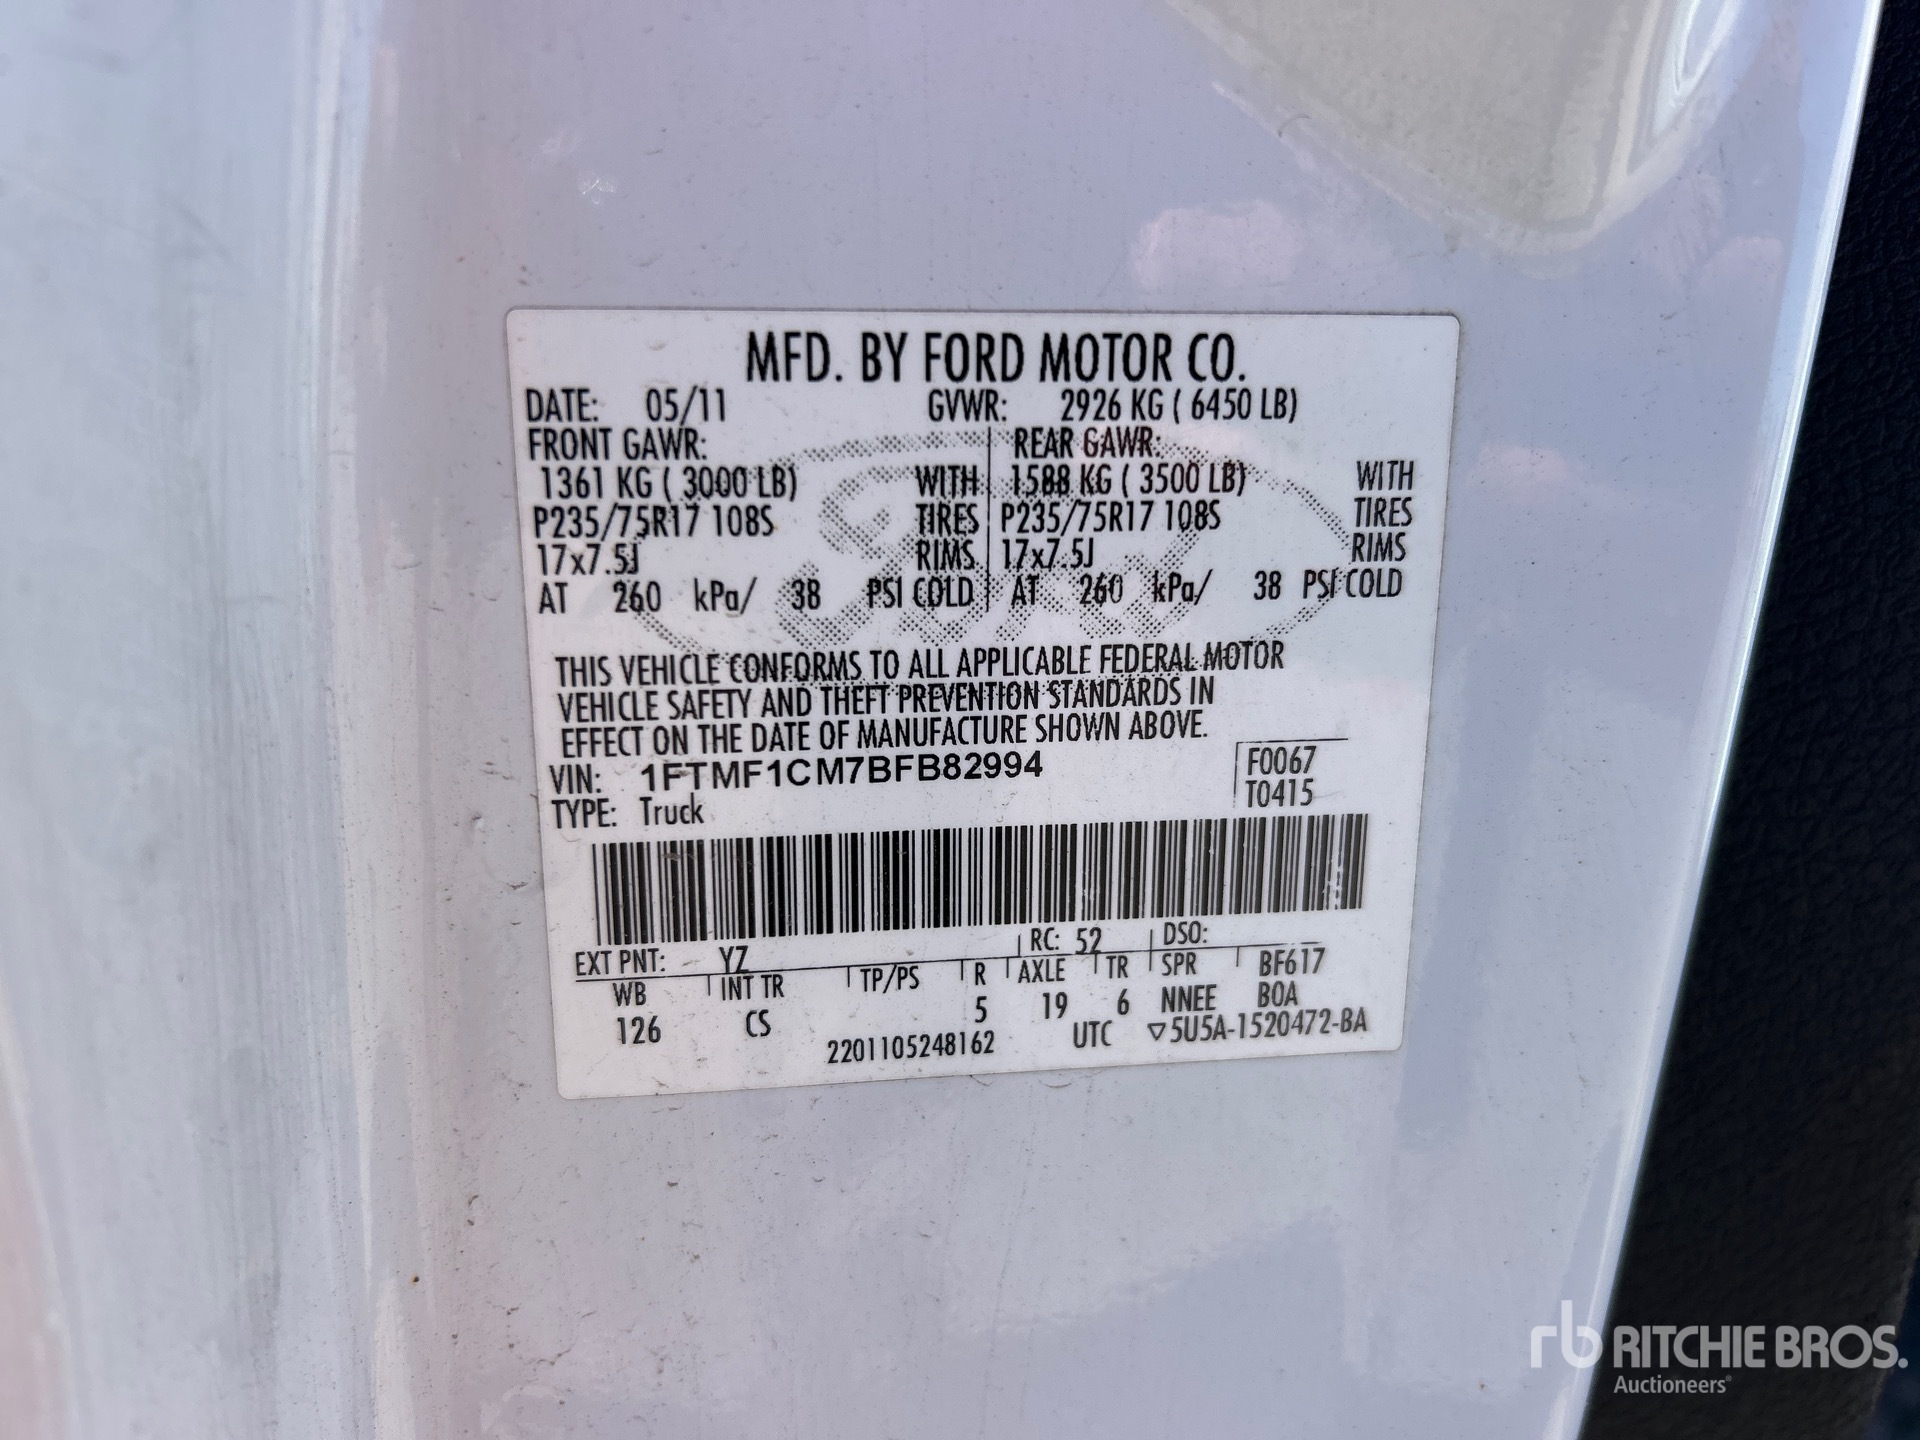 MFD. BY FORD MOTOR CO.
DATE: 05/11 GVWR: 2926 KG ( 6450 LB)
FRONT GAWR: REAR GAWR:
1361 KG ( 3000 LB) WITH 1588 KG ( 3500 LB) WITH
P235/75R17 108S TIRES P235/75R17 108S TIRES
17x7.5J RIMS 17x7.5J RIMS
AT 260 kPa/ 38 PSI COLD AT 260 kPa/ 38 PSI COLD
THIS VEHICLE CONFORMS TO ALL APPLICABLE FEDERAL MOTOR
VEHICLE SAFETY AND THEFT PREVENTION STANDARDS IN
EFFECT ON THE DATE OF MANUFACTURE SHOWN ABOVE.
VIN: 1FTMF1CM7BFB82994 F0067
TYPE: Truck T0415
EXT PNT: YZ RC: 52 DSO:
WB INT TR TP/PS R AXLE TR SPR BF617
126 CS 5 19 6 NNEE BOA
2201105248162 UTC ▽5U5A-1520472-BA
rb RITCHIE BROS.
Auctioneers®